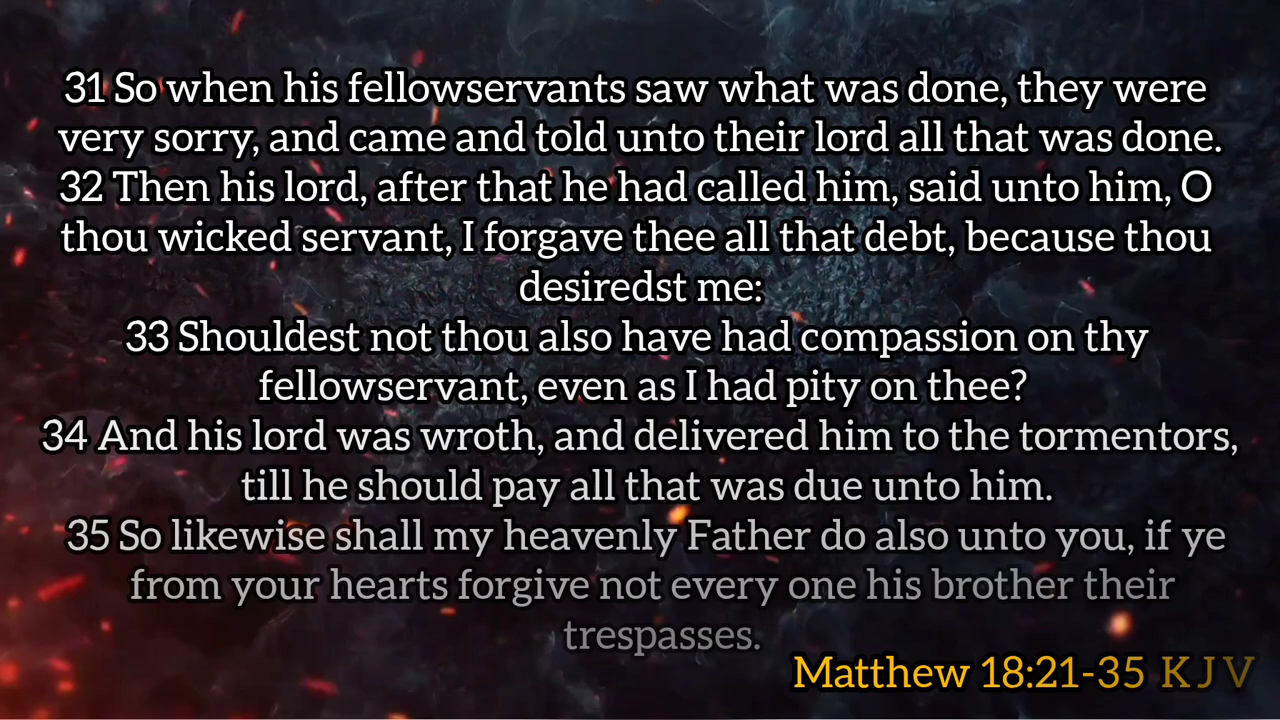 31 So when his fellowservants saw what was done, they were
very sorry, and came and told unto their lord all that was done.
32 Then his lord, after that he had called him, said unto him, O
thou wicked servant, I forgave thee all that debt, because thou
desiredst me:
33 Shouldest not thou also have had compassion on thy
fellowservant, even as I had pity on thee?
34 And his lord was wroth, and delivered him to the tormentors,
till he should pay all that was due unto him.
35 So likewise shall my heavenly Father do also unto you, if ye
from your hearts forgive not every one his brother their
trespasses.
Matthew 18:21-35 K J V